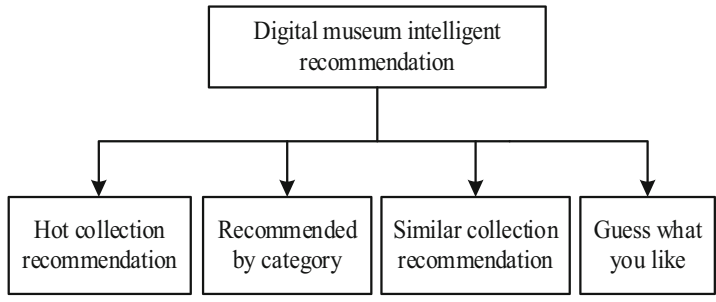 Digital museum intelligent
recommendation
Hot collection
recommendation
Recommended
by category
Similar collection
recommendation
Guess what
you like